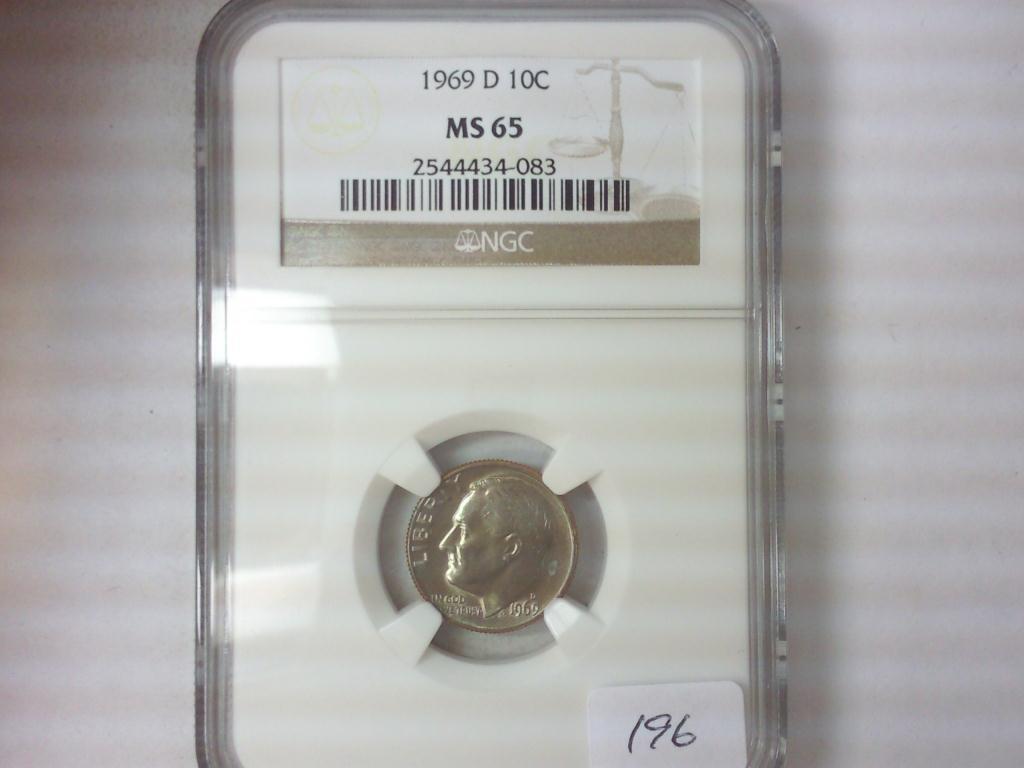 1969 D 10C
MS 65
2544434-083
NGC
LIBERTY
IN GOD
WE TRUST
D
1969
196